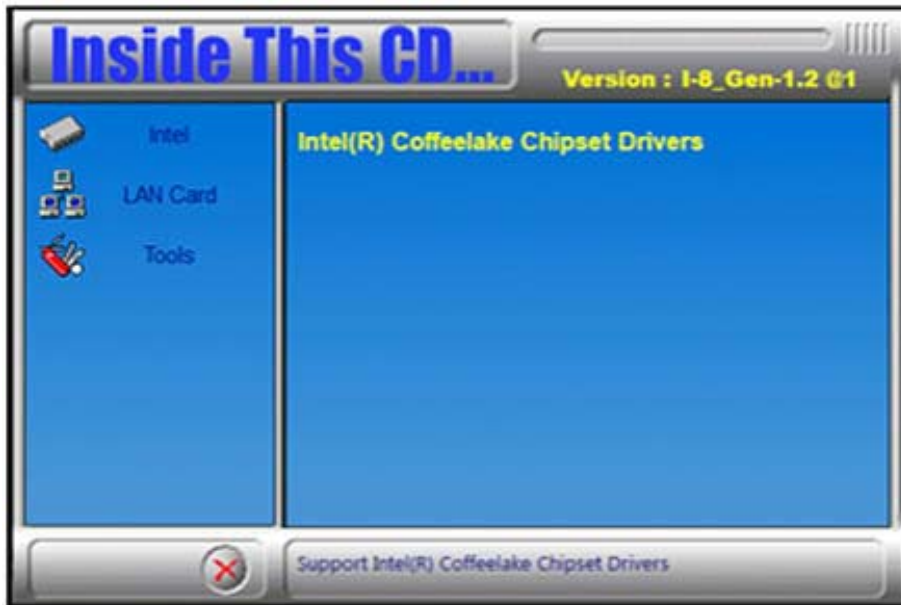 Inside This CD...
Version : I-8_Gen-1.2 @1
Intel
LAN Card
Tools
Intel(R) Coffeelake Chipset Drivers
Support Intel(R) Coffeelake Chipset Drivers